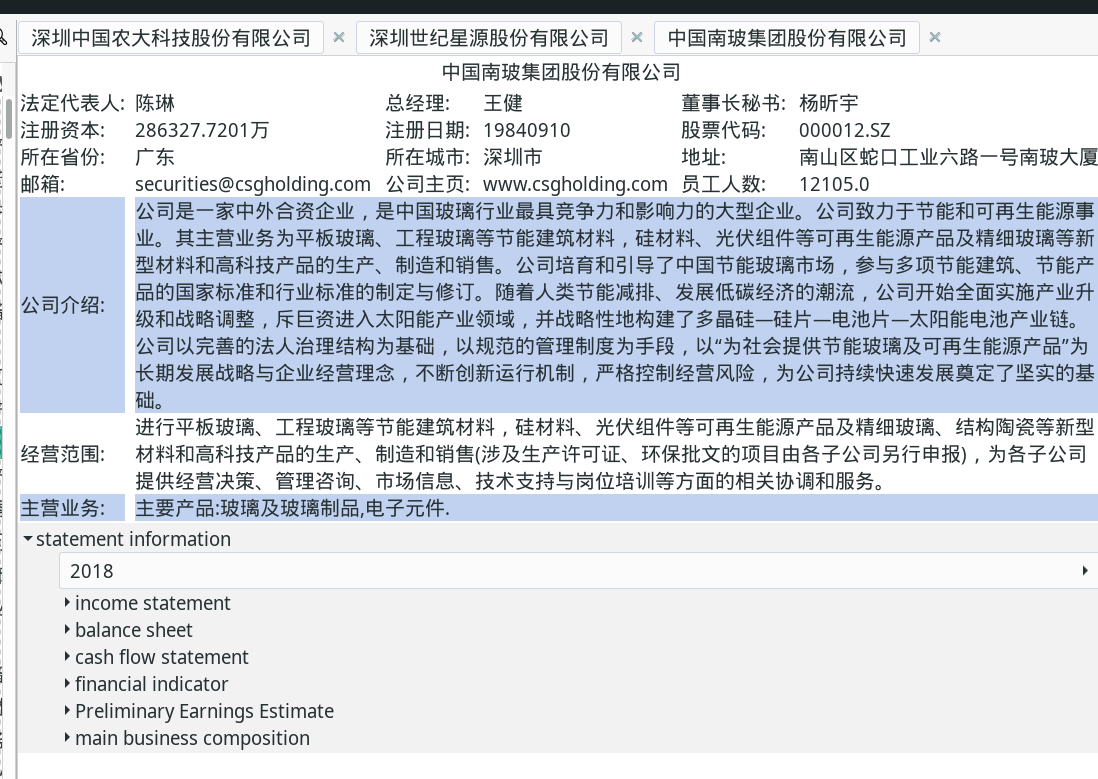 深圳中国农大科技股份有限公司 × 深圳世纪星源股份有限公司 × 中国南玻集团股份有限公司 ×
中国南玻集团股份有限公司
法定代表人: 陈琳 总经理: 王健 董事长秘书: 杨昕宇
注册资本: 286327.7201万 注册日期: 19840910 股票代码: 000012.SZ
所在省份: 广东 所在城市: 深圳市 地址: 南山区蛇口工业六路一号南玻大厦
邮箱: securities@csgholding.com 公司主页: www.csgholding.com 员工人数: 12105.0
公司介绍:
公司是一家中外合资企业，是中国玻璃行业最具竞争力和影响力的大型企业。公司致力于节能和可再生能源事
业。其主营业务为平板玻璃、工程玻璃等节能建筑材料，硅材料、光伏组件等可再生能源产品及精细玻璃等新
型材料和高科技产品的生产、制造和销售。公司培育和引导了中国节能玻璃市场，参与多项节能建筑、节能产
品的国家标准和行业标准的制定与修订。随着人类节能减排、发展低碳经济的潮流，公司开始全面实施产业升
级和战略调整，斥巨资进入太阳能产业领域，并战略性地构建了多晶硅—硅片—电池片—太阳能电池产业链。
公司以完善的法人治理结构为基础，以规范的管理制度为手段，以“为社会提供节能玻璃及可再生能源产品”为
长期发展战略与企业经营理念，不断创新运行机制，严格控制经营风险，为公司持续快速发展奠定了坚实的基
础。
经营范围:
进行平板玻璃、工程玻璃等节能建筑材料，硅材料、光伏组件等可再生能源产品及精细玻璃、结构陶瓷等新型
材料和高科技产品的生产、制造和销售(涉及生产许可证、环保批文的项目由各子公司另行申报)，为各子公司
提供经营决策、管理咨询、市场信息、技术支持与岗位培训等方面的相关协调和服务。
主营业务: 主要产品:玻璃及玻璃制品,电子元件.
statement information
2018
income statement
balance sheet
cash flow statement
financial indicator
Preliminary Earnings Estimate
main business composition